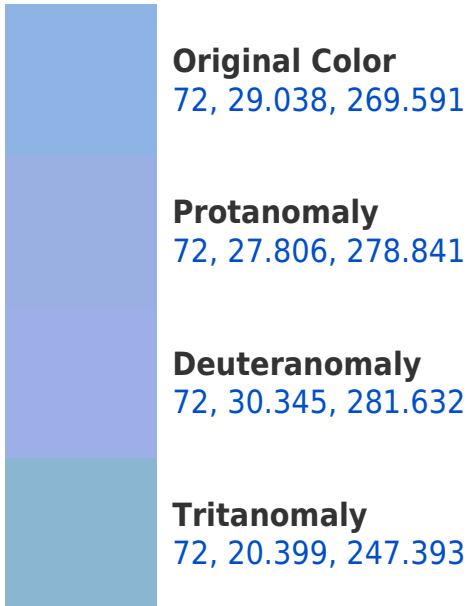 Original Color
72, 29.038, 269.591
Protanomaly
72, 27.806, 278.841
Deuteranomaly
72, 30.345, 281.632
Tritanomaly
72, 20.399, 247.393